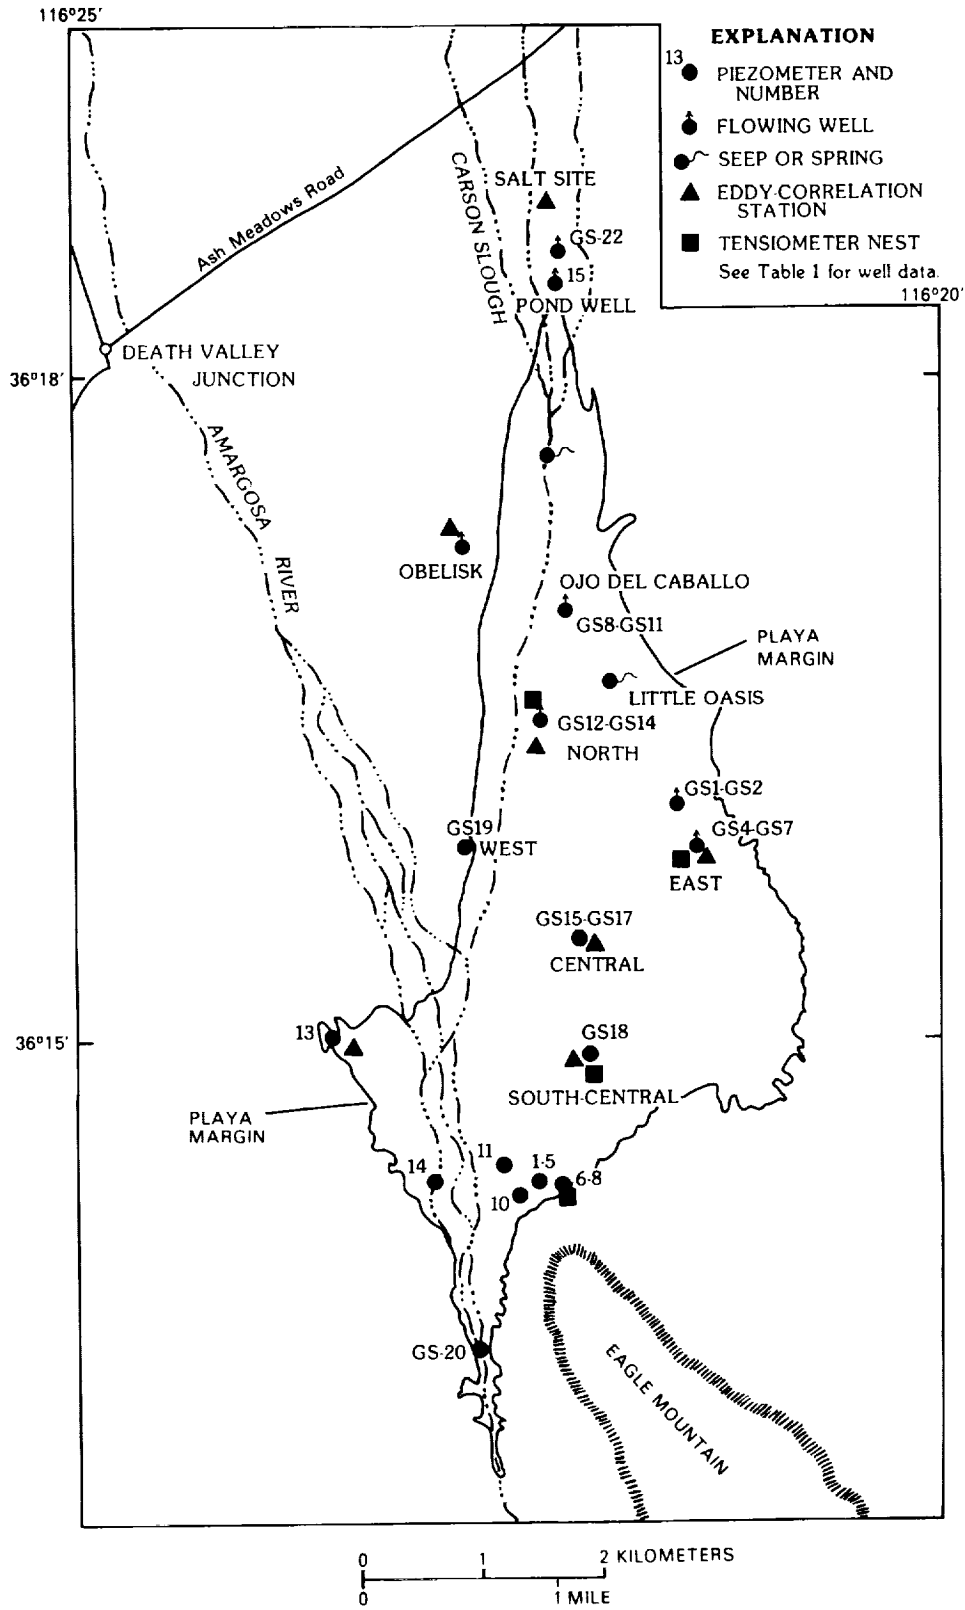 116°25'
EXPLANATION
13
PIEZOMETER AND
NUMBER
FLOWING WELL
SEEP OR SPRING
EDDY-CORRELATION
STATION
TENSIOMETER NEST
See Table 1 for well data.
116°20'
CARSON SLOUGH
SALT SITE
Ash Meadows Road
GS-22
15
POND WELL
DEATH VALLEY
JUNCTION
36°18'
AMARGOSA
RIVER
OBELISK
OJO DEL CABALLO
GS8-GS11
PLAYA
MARGIN
LITTLE OASIS
GS12-GS14
NORTH
GS1-GS2
GS19
WEST
GS4-GS7
EAST
GS15-GS17
CENTRAL
13
36°15'
GS18
SOUTH-CENTRAL
PLAYA
MARGIN
14
11
1-5
6-8
10
GS-20
EAGLE MOUNTAIN
0
1
2 KILOMETERS
0
1 MILE